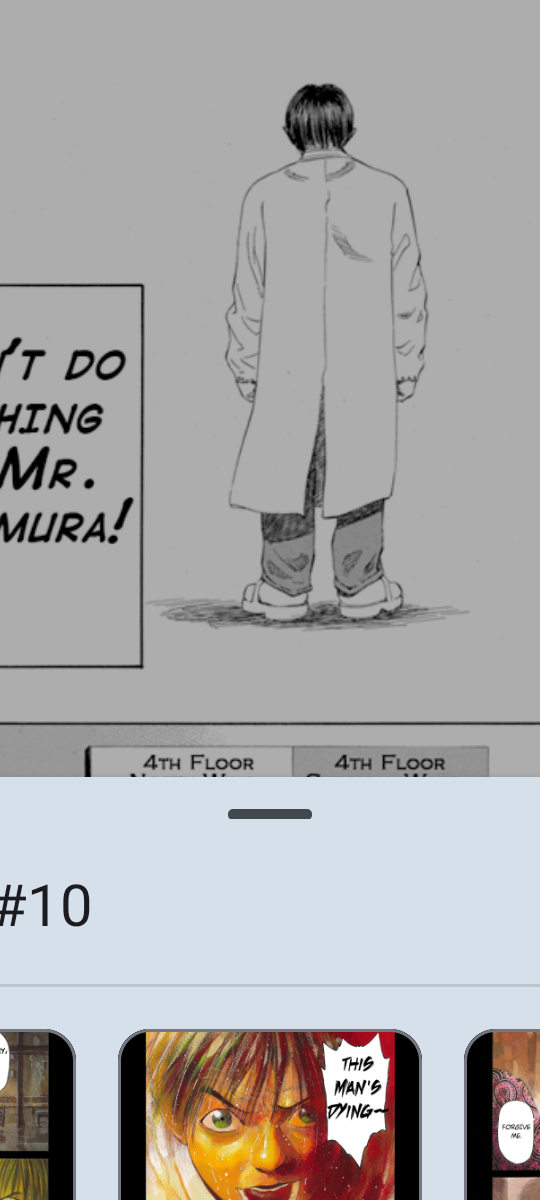 'T DO
HING
MR.
MURA!
4TH FLOOR
4TH FLOOR
#10
THIS
MAN'S
DYING~
FORGIVE
ME.